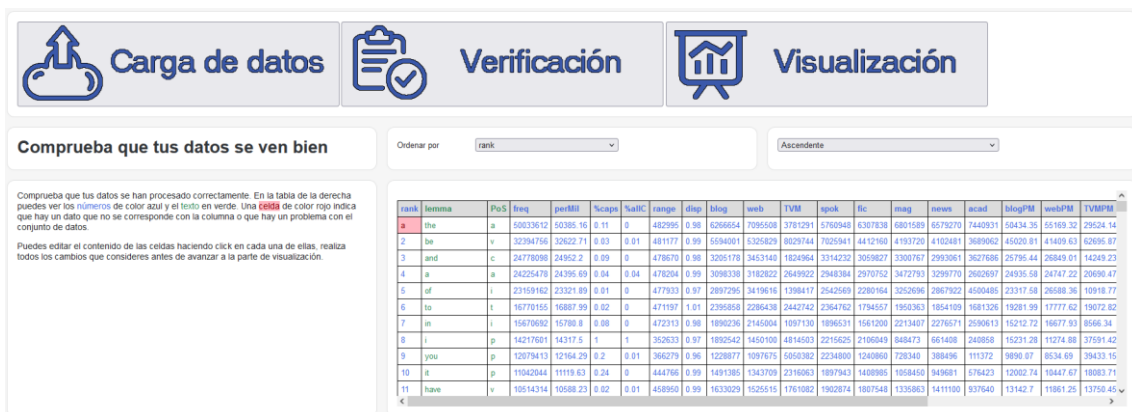 Carga de datos
Verificación
Visualización
Comprueba que tus datos se ven bien
Ordenar por
rank
Ascendente
Comprueba que tus datos se han procesado correctamente. En la tabla de la derecha
puedes ver los números de color azul y el texto en verde. Una celda de color rojo indica
que hay un dato que no se corresponde con la columna o que hay un problema con el
conjunto de datos.
Puedes editar el contenido de las celdas haciendo click en cada una de ellas, realiza
todos los cambios que consideres antes de avanzar a la parte de visualización.
rank lemma PoS freq perMil %caps %allC range disp blog web TVM spok fic mag news acad blogPM webPM TVMPM
a the a 50033612 50385.16 0.11 0 482995 0.98 6266654 7095508 3781291 5760948 6307838 6801589 6579270 7440931 50434.35 55169.32 29524.14
2 be v 32394756 32622.71 0.03 0.01 481177 0.99 5594001 5325829 8029744 7025941 4412160 4193720 4102481 3689062 45020.81 41409.63 62695.87
3 and c 24778098 24952.2 0.09 0 478670 0.98 3205178 3453140 1824964 3314232 3059827 3300767 2993061 3627686 25795.44 26849.01 14249.23
4 a a 24225478 24395.69 0.04 0.04 478204 0.99 3098338 3182822 2649922 2948384 2970752 3472793 3299770 2602697 24935.58 24747.22 20690.47
5 of i 23159162 23321.89 0.01 0 477933 0.97 2897295 3419616 1398417 2542569 2280164 3252696 2867922 4500485 23317.58 26588.36 10918.77
6 to t 16770155 16887.99 0.02 0 471197 1.01 2395858 2286438 2442742 2364762 1794557 1950363 1854109 1681326 19281.99 17777.62 19072.82
7 in i 15670692 15780.8 0.08 0 472313 0.98 1890236 2145004 1097130 1896531 1561200 2213407 2276571 2590613 15212.72 16677.93 8566.34
8 i p 14217601 14317.5 1 1 352633 0.97 1892542 1450100 4814503 2215625 2106049 848473 661408 240858 15231.28 11274.88 37591.42
9 you p 12079413 12164.29 0.2 0.01 366279 0.96 1228877 1097675 5050382 2234800 1240860 728340 388496 111372 9890.07 8534.69 39433.15
10 it p 11042044 11119.63 0.24 0 444766 0.99 1491385 1343709 2316063 1897943 1408985 1058450 949681 576423 12002.74 10447.67 18083.71
11 have v 10514314 10588.23 0.02 0.01 458950 0.99 1633029 1525515 1761082 1902874 1807548 1335863 1411100 937640 13142.7 11861.25 13750.45